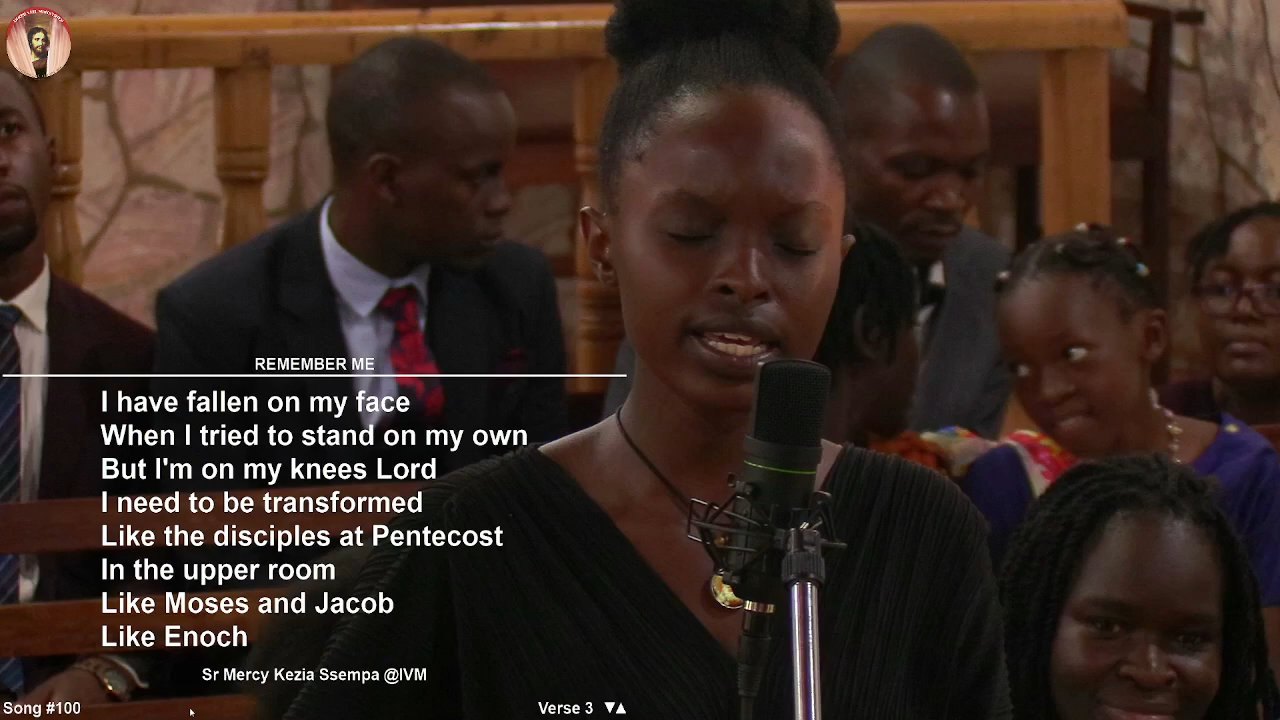 REMEMBER ME
I have fallen on my face
When I tried to stand on my own
But I'm on my knees Lord
I need to be transformed
Like the disciples at Pentecost
In the upper room
Like Moses and Jacob
Like Enoch
Sr Mercy Kezia Ssempa @IVM
Song #100
Verse 3 ▼▲